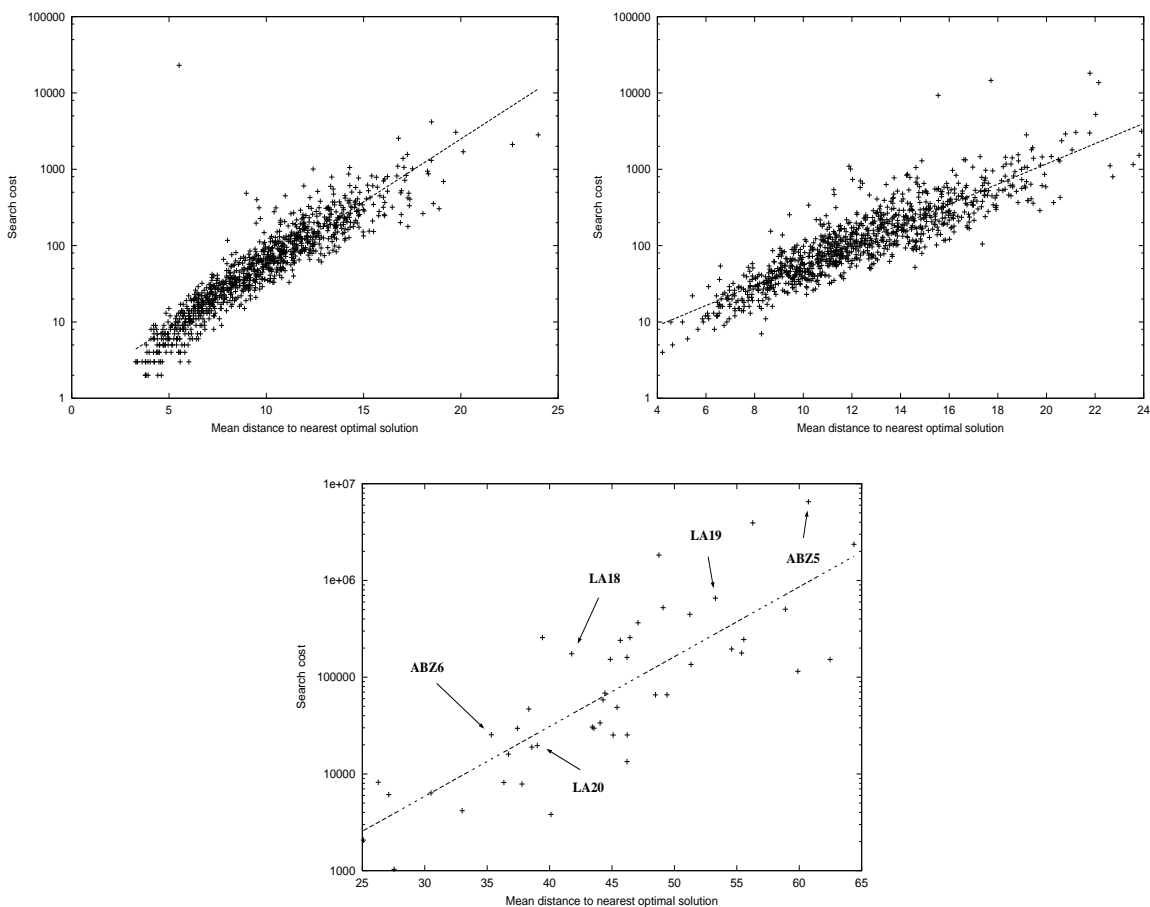 100000
10000
1000
100
10
1
Search cost
0 5 10 15 20 25
Mean distance to nearest optimal solution
100000
10000
1000
100
10
1
Search cost
4 6 8 10 12 14 16 18 20 22 24
Mean distance to nearest optimal solution
1e+07
1e+06
100000
10000
1000
Search cost
LA19
ABZ5
LA18
ABZ6
LA20
25 30 35 40 45 50 55 60 65
Mean distance to nearest optimal solution